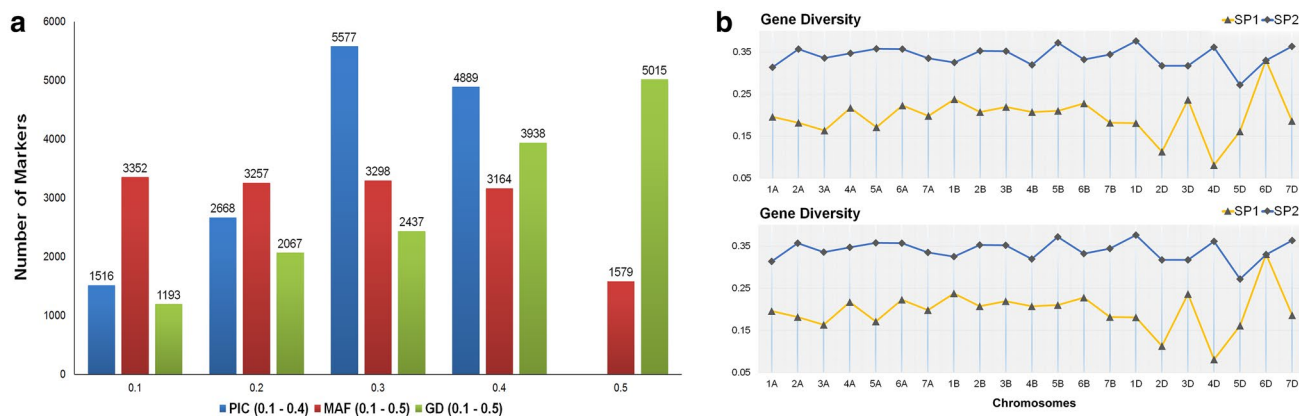 a
Number of Markers
6000
5000
4000
3000
2000
1000
0
1516
3352
1193
2668
3257
2067
5577
3298
2437
4889
3164
3938
1579
5015
0.1 0.2 0.3 0.4 0.5
PIC (0.1 - 0.4) MAF (0.1 - 0.5) GD (0.1 - 0.5)
b
Gene Diversity SP1 SP2
0.35
0.25
0.15
0.05
1A 2A 3A 4A 5A 6A 7A 1B 2B 3B 4B 5B 6B 7B 1D 2D 3D 4D 5D 6D 7D
Gene Diversity SP1 SP2
0.35
0.25
0.15
0.05
1A 2A 3A 4A 5A 6A 7A 1B 2B 3B 4B 5B 6B 7B 1D 2D 3D 4D 5D 6D 7D
Chromosomes